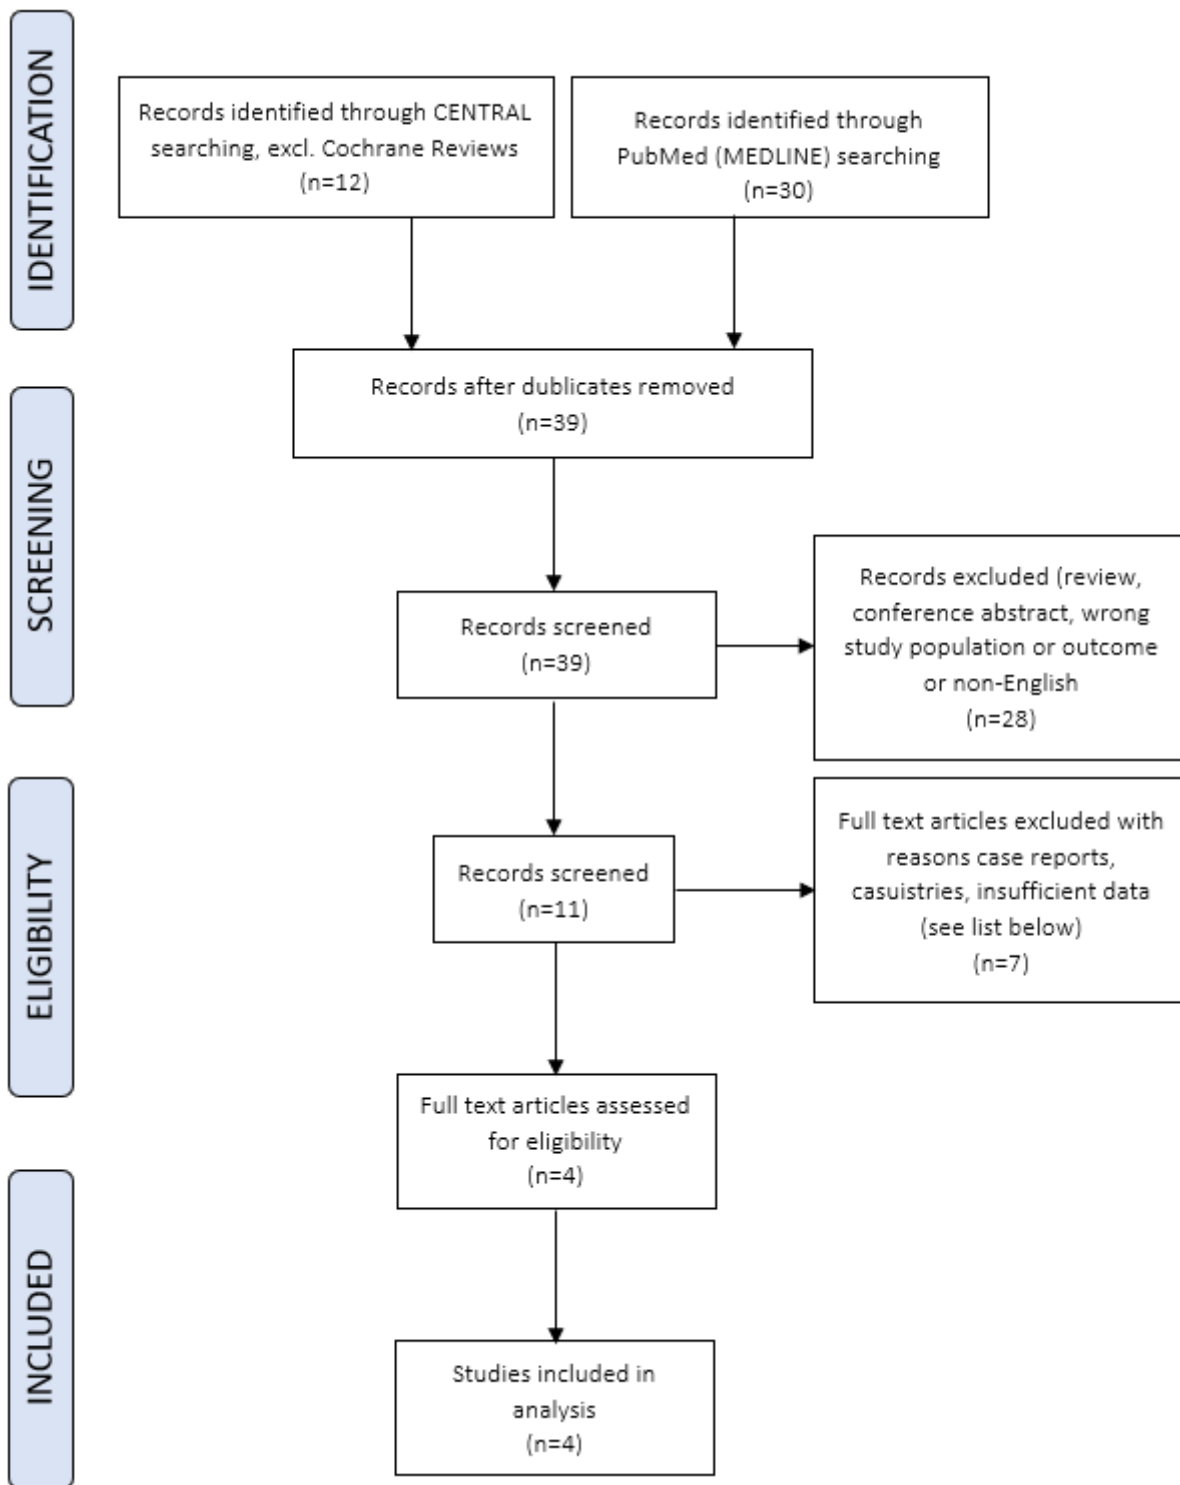 IDENTIFICATION
Records identified through CENTRAL
searching, excl. Cochrane Reviews
(n=12)
Records identified through
PubMed (MEDLINE) searching
(n=30)
SCREENING
Records after dublicates removed
(n=39)
Records screened
(n=39)
Records excluded (review,
conference abstract, wrong
study population or outcome
or non-English
(n=28)
ELIGIBILITY
Records screened
(n=11)
Full text articles excluded with
reasons case reports,
casuistries, insufficient data
(see list below)
(n=7)
Full text articles assessed
for eligibility
(n=4)
INCLUDED
Studies included in
analysis
(n=4)